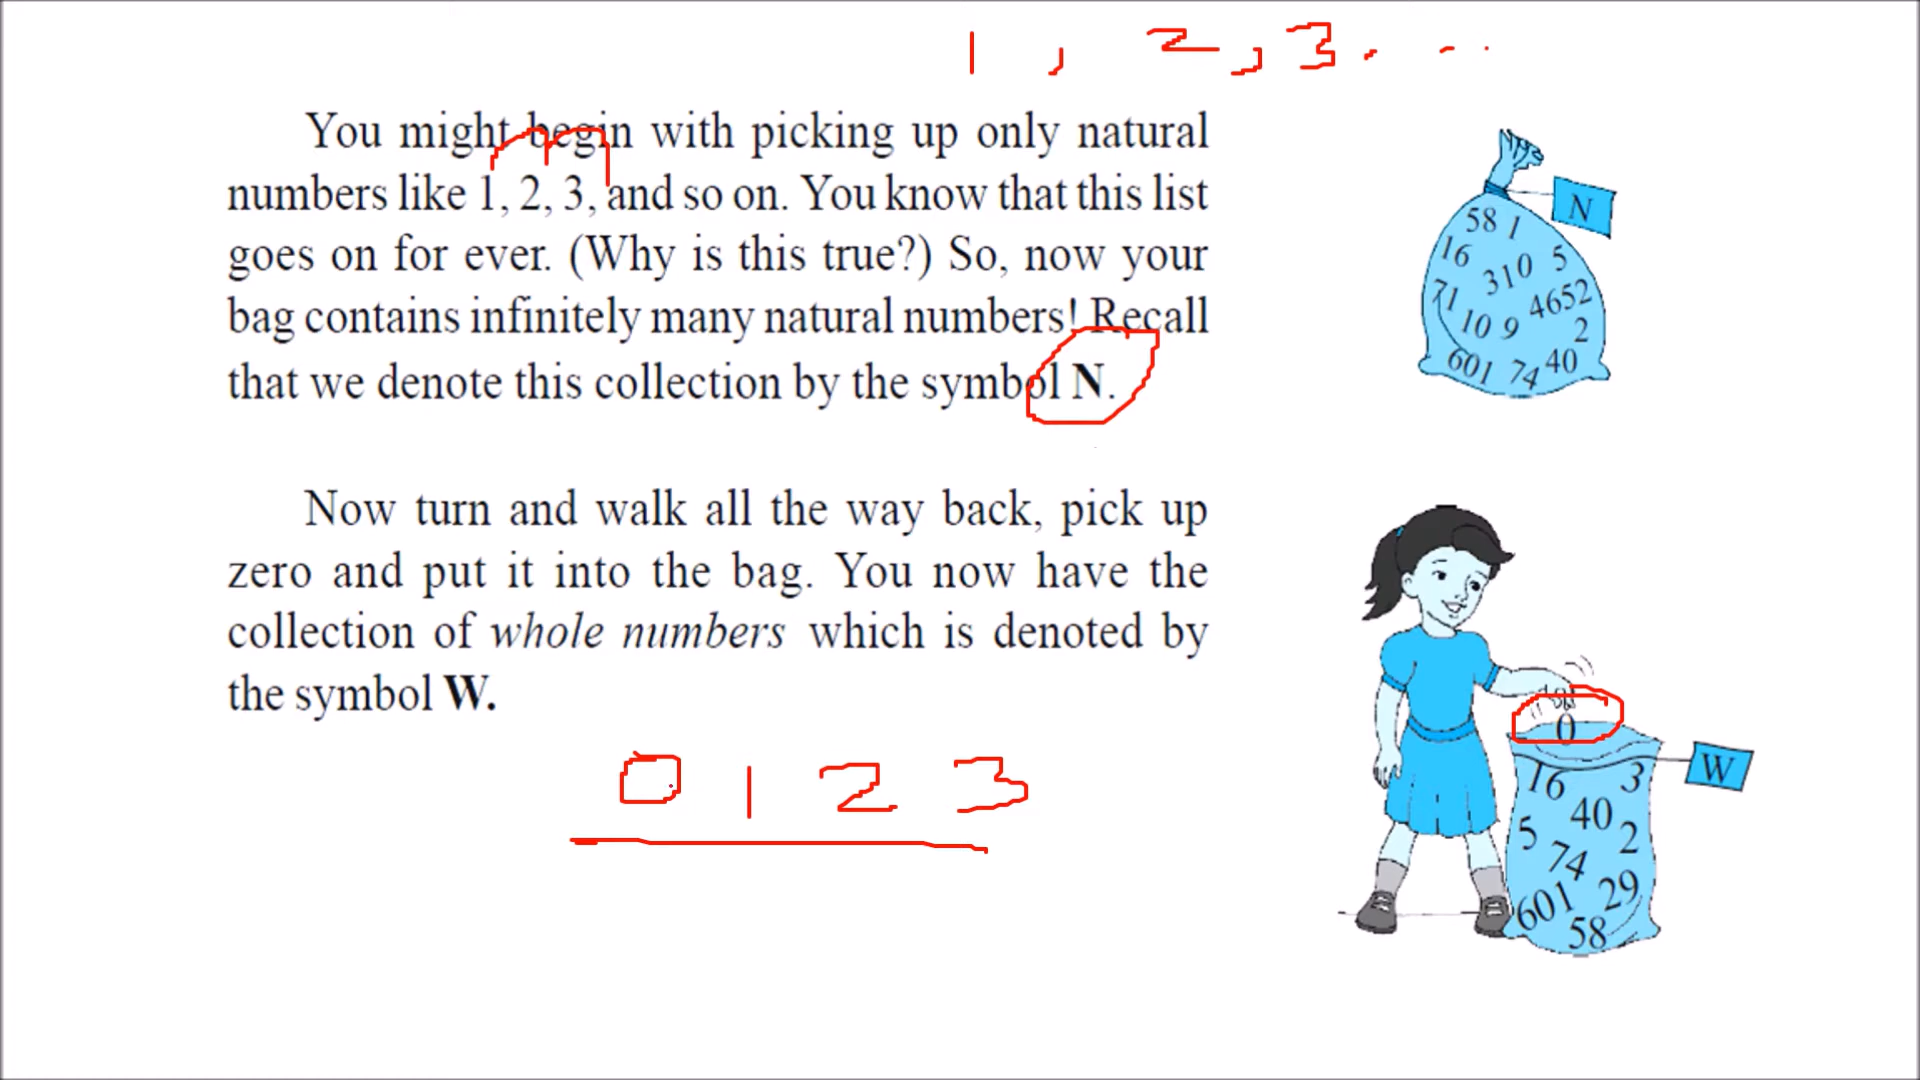 1 , 2 , 3 . . .
You might begin with picking up only natural
numbers like 1, 2, 3, and so on. You know that this list
goes on for ever. (Why is this true?) So, now your
bag contains infinitely many natural numbers! Recall
that we denote this collection by the symbol N.
N
58 1
16 310 5
71 4652
10 9 2
601 74 40
Now turn and walk all the way back, pick up
zero and put it into the bag. You now have the
collection of whole numbers which is denoted by
the symbol W.
0 1 2 3
0
W
16 3
40
5 2
74
601 29
58